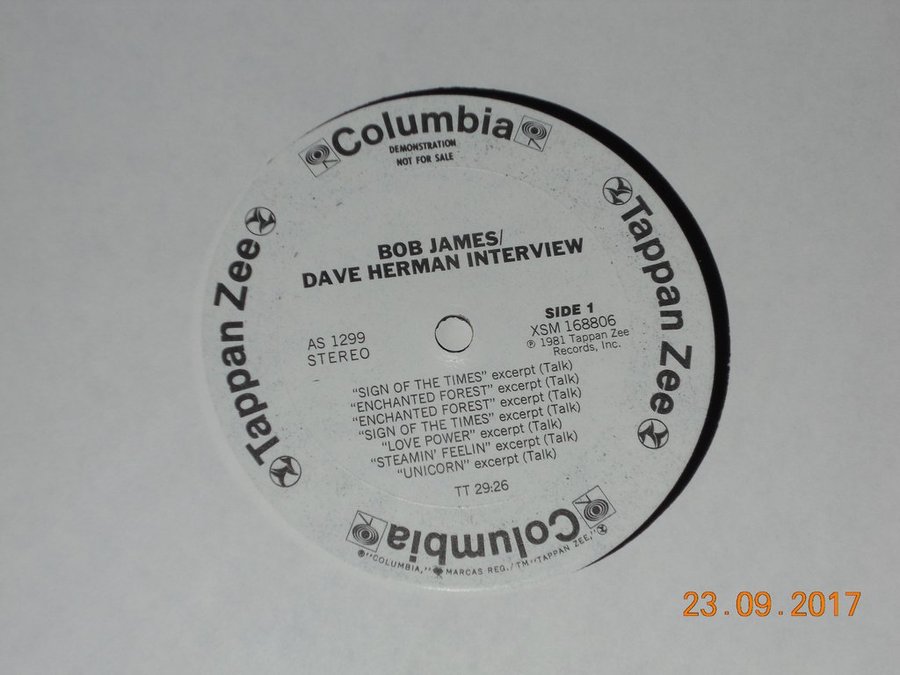 Columbia
DEMONSTRATION
NOT FOR SALE
Tappan Zee
Tappan Zee
BOB JAMES/
DAVE HERMAN INTERVIEW
AS 1299
STEREO
SIDE 1
XSM 168806
℗ 1981 Tappan Zee
Records, Inc.
"SIGN OF THE TIMES" excerpt (Talk)
"ENCHANTED FOREST" excerpt (Talk)
"ENCHANTED FOREST" excerpt (Talk)
"SIGN OF THE TIMES" excerpt (Talk)
"LOVE POWER" excerpt (Talk)
"STEAMIN' FEELIN" excerpt (Talk)
"UNICORN" excerpt (Talk)
TT 29:26
Columbia
®"COLUMBIA," MARCAS REG./TM "TAPPAN ZEE,"
23.09.2017